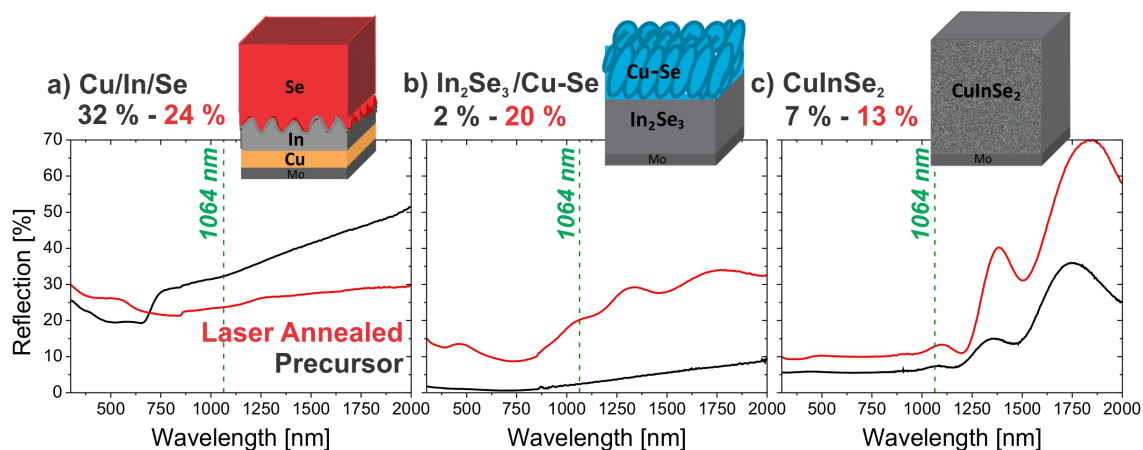 a) Cu/In/Se
32 % - 24 %
Se
In
Cu
Mo
b) In₂Se₃/Cu-Se
2 % - 20 %
Cu-Se
In₂Se₃
Mo
c) CuInSe₂
7 % - 13 %
CuInSe₂
Mo
Reflection [%]
70
60
50
40
30
20
10
0
1064 nm
Laser Annealed
Precursor
500 750 1000 1250 1500 1750 2000
Wavelength [nm]
1064 nm
500 750 1000 1250 1500 1750 2000
Wavelength [nm]
1064 nm
500 750 1000 1250 1500 1750 2000
Wavelength [nm]